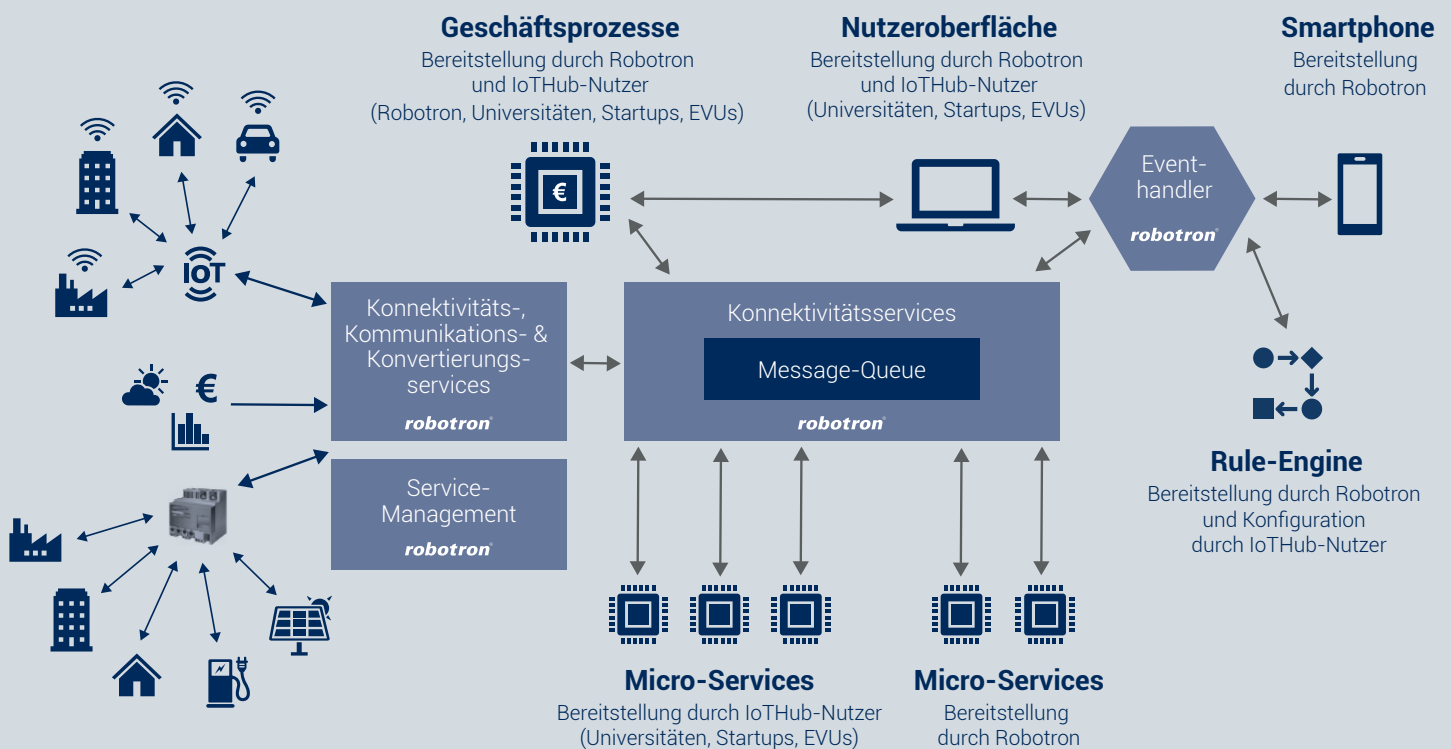 Geschäftsprozesse
Bereitstellung durch Robotron
und IoTHub-Nutzer
(Robotron, Universitäten, Startups, EVUs)
€
Nutzeroberfläche
Bereitstellung durch Robotron
und IoTHub-Nutzer
(Universitäten, Startups, EVUs)
Smartphone
Bereitstellung
durch Robotron
Event-
handler
robotron®
IOT
Konnektivitäts-,
Kommunikations- &
Konvertierungs-
services
robotron®
€
Konnektivitätsservices
Message-Queue
robotron®
Service-
Management
robotron®
Rule-Engine
Bereitstellung durch Robotron
und Konfiguration
durch IoTHub-Nutzer
Micro-Services
Bereitstellung durch IoTHub-Nutzer
(Universitäten, Startups, EVUs)
Micro-Services
Bereitstellung
durch Robotron